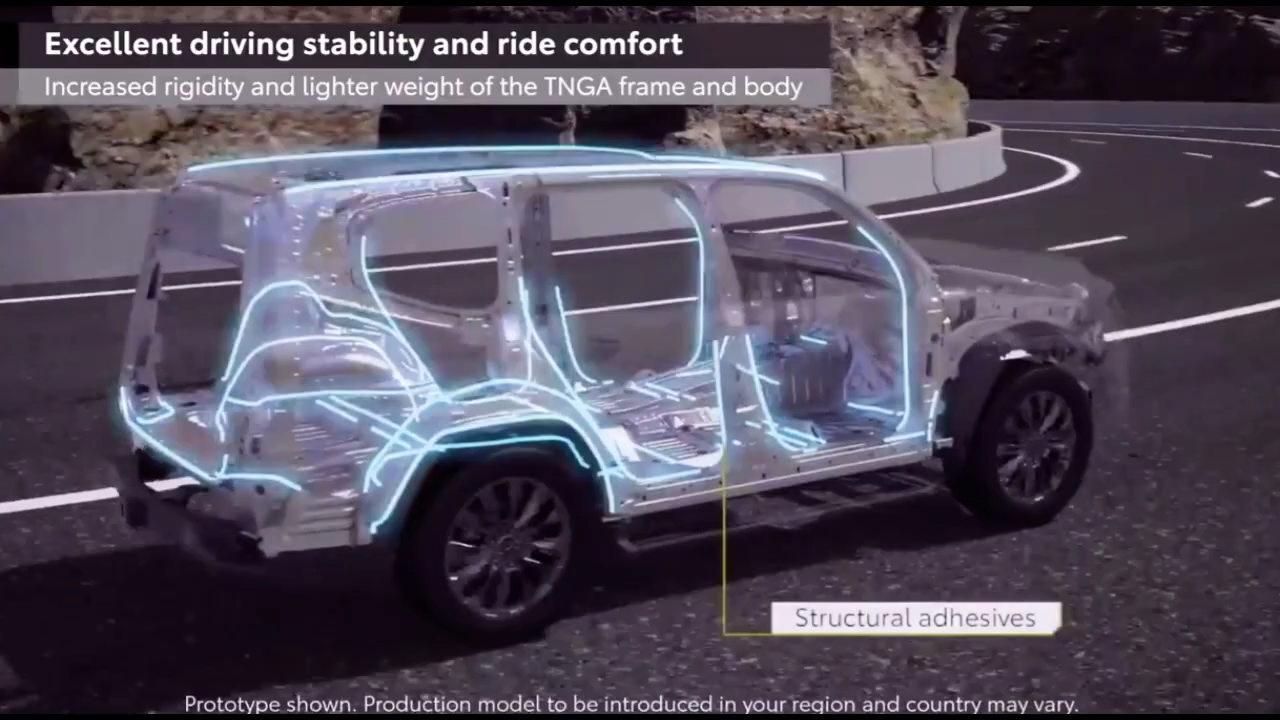 Excellent driving stability and ride comfort
Increased rigidity and lighter weight of the TNGA frame and body
Structural adhesives
Prototype shown. Production model to be introduced in your region and country may vary.